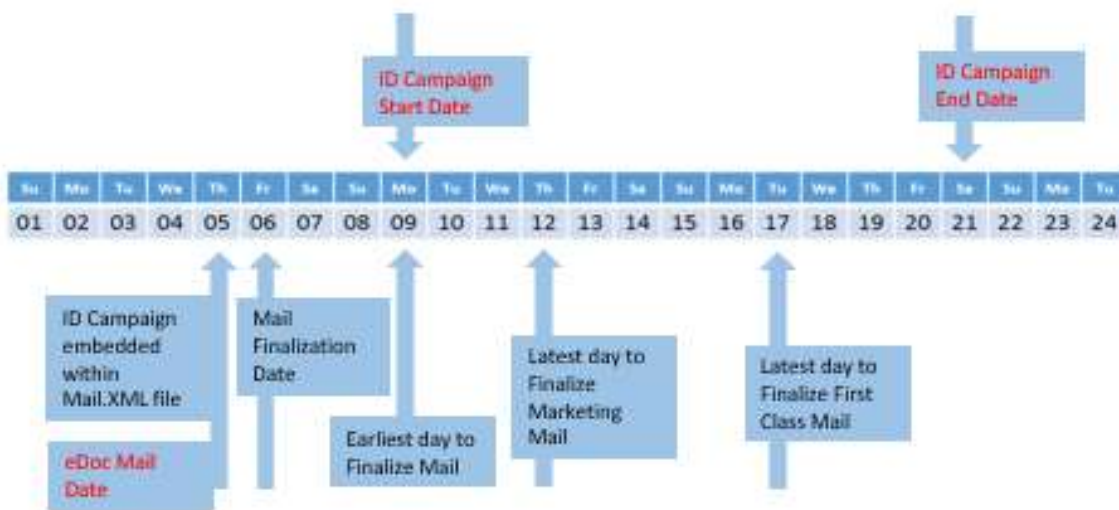 ID Campaign
Start Date
ID Campaign
End Date
Su Mo Tu We Th Fr Sa Su Mo Tu We Th Fr Sa Su Mo Tu We Th Fr Sa Su Mo Tu
01 02 03 04 05 06 07 08 09 10 11 12 13 14 15 16 17 18 19 20 21 22 23 24
ID Campaign
embedded
within
Mail.XML file
eDoc Mail
Date
Mail
Finalization
Date
Earliest day to
Finalize Mail
Latest day to
Finalize
Marketing
Mail
Latest day to
Finalize First
Class Mail